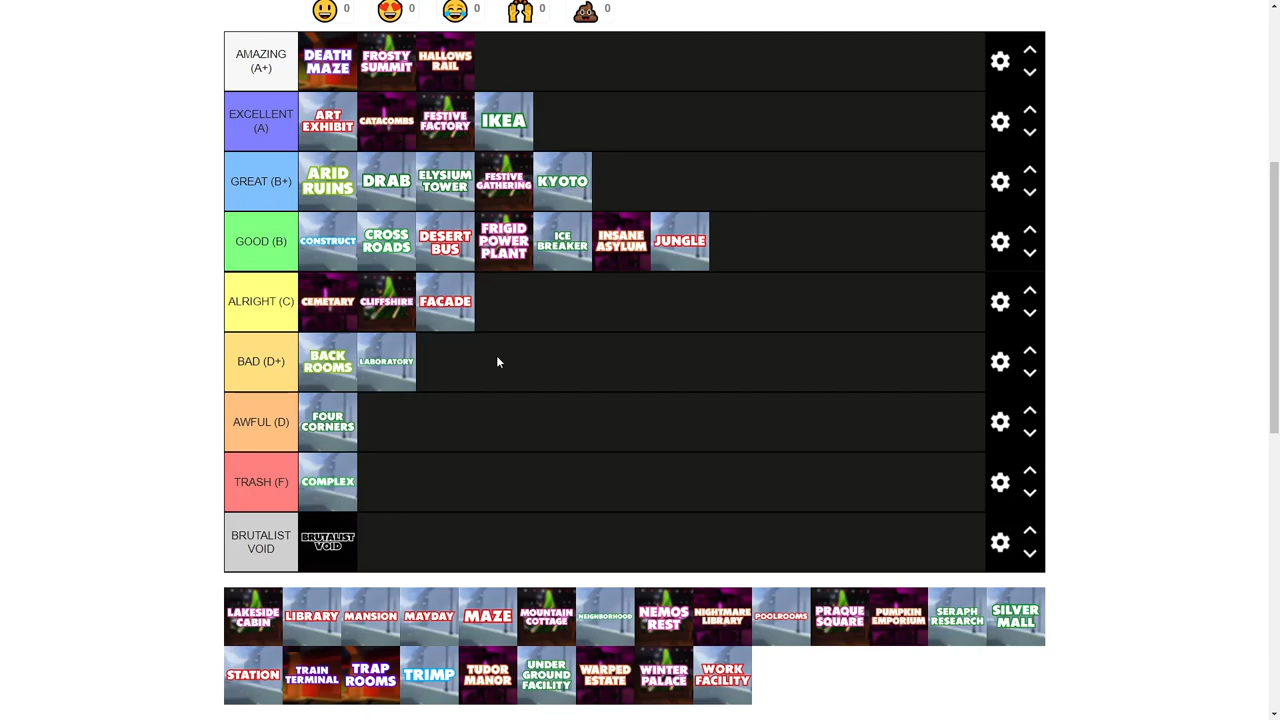 0 0 0 0 0
AMAZING
(A+)
DEATH
MAZE
FROSTY
SUMMIT
HALLOWS
RAIL
EXCELLENT
(A)
ART
EXHIBIT
CATACOMBS
FESTIVE
FACTORY
IKEA
GREAT (B+)
ARID
RUINS
DRAB
ELYSIUM
TOWER
FESTIVE
GATHERING
KYOTO
GOOD (B)
CONSTRUCT
CROSS
ROADS
DESERT
BUS
FRIGID
POWER
PLANT
ICE
BREAKER
INSANE
ASYLUM
JUNGLE
ALRIGHT (C)
CEMETARY
CLIFFSHIRE
FACADE
BAD (D+)
BACK
ROOMS
LABORATORY
AWFUL (D)
FOUR
CORNERS
TRASH (F)
COMPLEX
BRUTALIST
VOID
BRUTALIST
VOID
LAKESIDE
CABIN
LIBRARY
MANSION
MAYDAY
MAZE
MOUNTAIN
COTTAGE
NEIGHBORHOOD
NEMOS
REST
NIGHTMARE
LIBRARY
POOLROOMS
PRAQUE
SQUARE
PUMPKIN
EMPORIUM
SERAPH
RESEARCH
SILVER
MALL
STATION
TRAIN
TERMINAL
TRAP
ROOMS
TRIMP
TUDOR
MANOR
UNDER
GROUND
FACILITY
WARPED
ESTATE
WINTER
PALACE
WORK
FACILITY